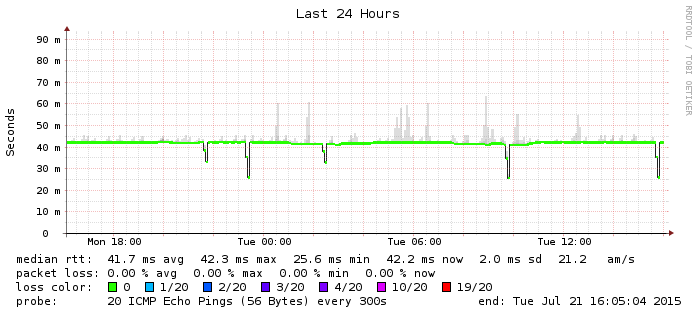 Last 24 Hours
RRDTOOL / TOBI OETIKER
Seconds
90 m
80 m
70 m
60 m
50 m
40 m
30 m
20 m
10 m
0
Mon 18:00 Tue 00:00 Tue 06:00 Tue 12:00
median rtt: 41.7 ms avg 42.3 ms max 25.6 ms min 42.2 ms now 2.0 ms sd 21.2 am/s
packet loss: 0.00 % avg 0.00 % max 0.00 % min 0.00 % now
loss color: 0 1/20 2/20 3/20 4/20 10/20 19/20
probe: 20 ICMP Echo Pings (56 Bytes) every 300s end: Tue Jul 21 16:05:04 2015